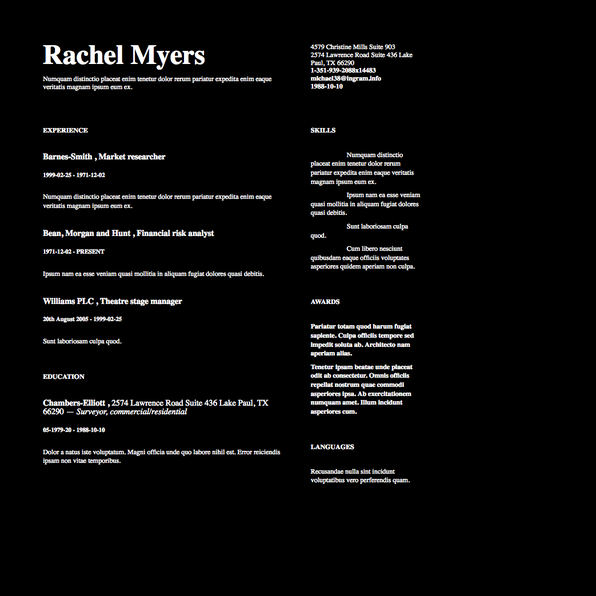 Rachel Myers
Numquam distinctio placeat enim tenetur dolor rerum pariatur expedita enim eaque
veritatis magnam ipsum eum ex.
4579 Christine Mills Suite 903
2574 Lawrence Road Suite 436 Lake
Paul, TX 66290
1-351-939-2088x14483
michael38@ingram.info
1988-10-10
EXPERIENCE
Barnes-Smith , Market researcher
1999-02-25 - 1971-12-02
Numquam distinctio placeat enim tenetur dolor rerum pariatur expedita enim eaque
veritatis magnam ipsum eum ex.
Bean, Morgan and Hunt , Financial risk analyst
1971-12-02 - PRESENT
Ipsum nam ea esse veniam quasi mollitia in aliquam fugiat dolores quasi debitis.
Williams PLC , Theatre stage manager
20th August 2005 - 1999-02-25
Sunt laboriosam culpa quod.
EDUCATION
Chambers-Elliott , 2574 Lawrence Road Suite 436 Lake Paul, TX
66290 — Surveyor, commercial/residential
05-1979-20 - 1988-10-10
Dolor a natus iste voluptatum. Magni officia unde quo labore nihil est. Error reiciendis
ipsam non vitae temporibus.
SKILLS
Numquam distinctio
placeat enim tenetur dolor rerum
pariatur expedita enim eaque veritatis
magnam ipsum eum ex.
Ipsum nam ea esse veniam
quasi mollitia in aliquam fugiat dolores
quasi debitis.
Sunt laboriosam culpa
quod.
Cum libero nesciunt
quibusdam eaque officiis voluptates
asperiores quidem aperiam non culpa.
AWARDS
Pariatur totam quod harum fugiat
sapiente. Culpa officiis tempore sed
impedit soluta ab. Architecto nam
aperiam alias.
Tenetur ipsam beatae unde placeat
odit ab consectetur. Omnis officiis
repellat nostrum quae commodi
asperiores ipsa. Ab exercitationem
numquam amet. Illum incidunt
asperiores cum.
LANGUAGES
Recusandae nulla sint incidunt
voluptatibus vero perferendis quam.